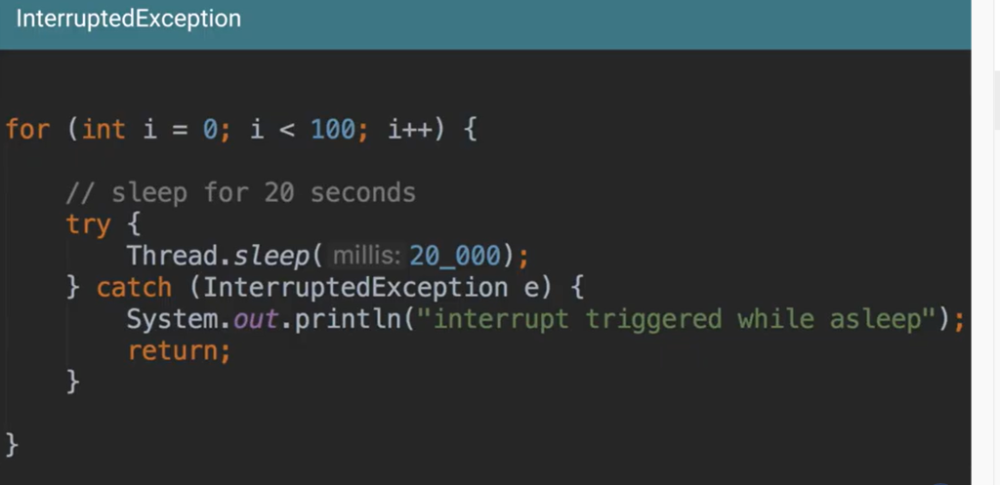 InterruptedException
for (int i = 0; i < 100; i++) {
// sleep for 20 seconds
try {
Thread.sleep( millis: 20_000);
} catch (InterruptedException e) {
System.out.println("interrupt triggered while asleep");
return;
}
}